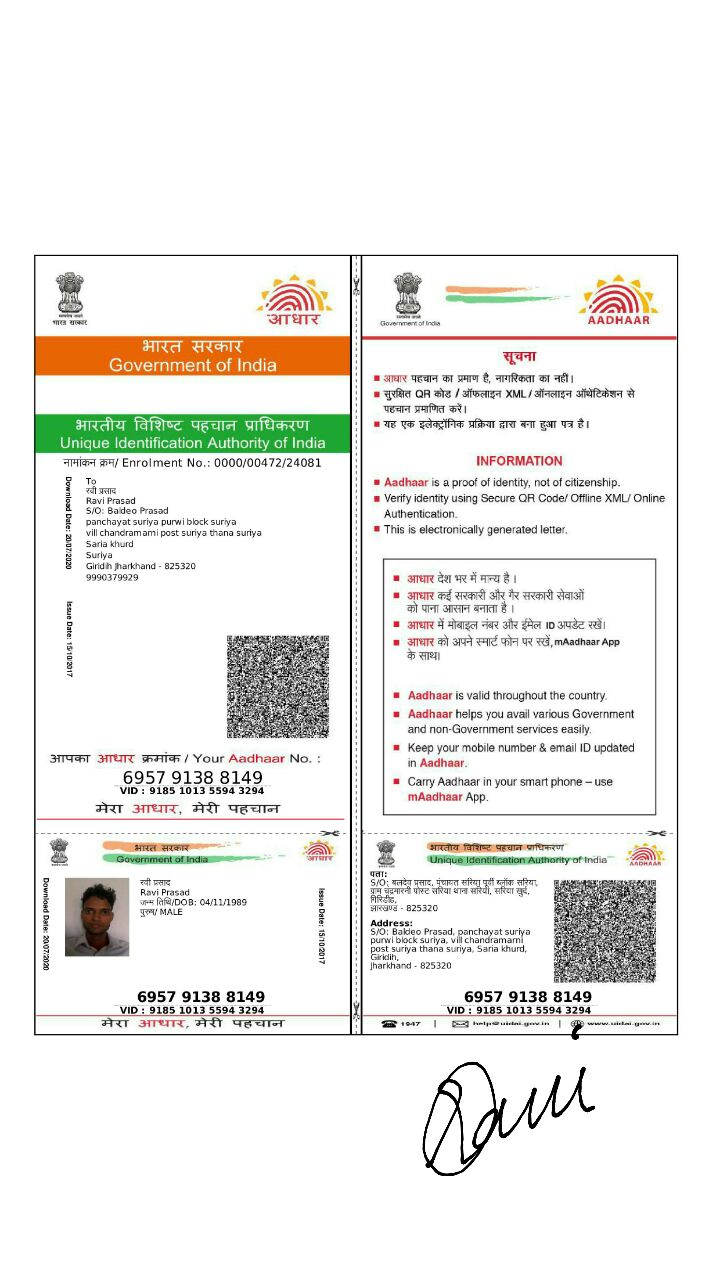 भारत सरकार
आधार
भारत सरकार
Government of India
भारतीय विशिष्ट पहचान प्राधिकरण
Unique Identification Authority of India
नामांकन क्रम/ Enrolment No.: 0000/00472/24081
Download Date: 20/07/2020
Issue Date: 15/10/2017
To
रवी प्रसाद
Ravi Prasad
S/O: Baldeo Prasad
panchayat suriya purwi block suriya
vill chandramarni post suriya thana suriya
Saria khurd
Suriya
Giridih Jharkhand - 825320
9990379929
आपका आधार क्रमांक / Your Aadhaar No. :
6957 9138 8149
VID : 9185 1013 5594 3294
मेरा आधार, मेरी पहचान
Government of India
AADHAAR
सूचना
आधार पहचान का प्रमाण है, नागरिकता का नहीं।
सुरक्षित QR कोड / ऑफलाइन XML / ऑनलाइन ऑथेंटिकेशन से
पहचान प्रमाणित करें।
यह एक इलेक्ट्रॉनिक प्रक्रिया द्वारा बना हुआ पत्र है।
INFORMATION
Aadhaar is a proof of identity, not of citizenship.
Verify identity using Secure QR Code/ Offline XML/ Online
Authentication.
This is electronically generated letter.
आधार देश भर में मान्य है ।
आधार कई सरकारी और गैर सरकारी सेवाओं
को पाना आसान बनाता है ।
आधार में मोबाइल नंबर और ईमेल ID अपडेट रखें।
आधार को अपने स्मार्ट फोन पर रखें, mAadhaar App
के साथ।
Aadhaar is valid throughout the country.
Aadhaar helps you avail various Government
and non-Government services easily.
Keep your mobile number & email ID updated
in Aadhaar.
Carry Aadhaar in your smart phone – use
mAadhaar App.
भारत सरकार
Government of India
आधार
Download Date: 20/07/2020
रवी प्रसाद
Ravi Prasad
जन्म तिथि/DOB: 04/11/1989
पुरुष/ MALE
Issue Date: 15/10/2017
6957 9138 8149
VID : 9185 1013 5594 3294
मेरा आधार, मेरी पहचान
भारतीय विशिष्ट पहचान प्राधिकरण
Unique Identification Authority of India
AADHAAR
पता:
S/O: बलदेव प्रसाद, पंचायत सरिया पूर्वी ब्लॉक सरिया,
ग्राम चंद्रमारनी पोस्ट सरिया थाना सरिया, सरिया खुर्द,
गिरिडीह,
झारखण्ड - 825320
Address:
S/O: Baldeo Prasad, panchayat suriya
purwi block suriya, vill chandramarni
post suriya thana suriya, Saria khurd,
Giridih,
Jharkhand - 825320
6957 9138 8149
VID : 9185 1013 5594 3294
1947 | help@uidai.gov.in | www.uidai.gov.in
Ravi